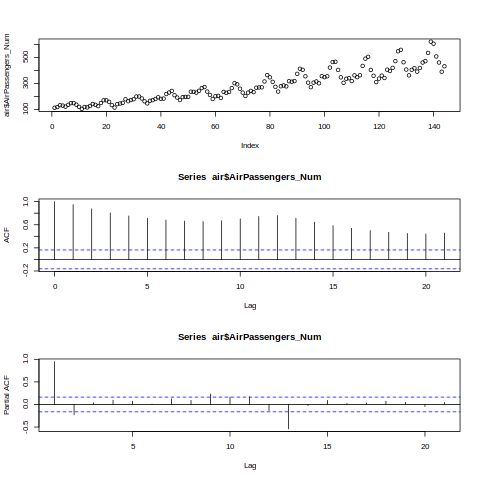 air$AirPassengers_Num
100 300 500
0 20 40 60 80 100 120 140
Index
Series air$AirPassengers_Num
ACF
-0.2 0.2 0.6 1.0
0 5 10 15 20
Lag
Series air$AirPassengers_Num
Partial ACF
-0.5 0.0 0.5 1.0
5 10 15 20
Lag